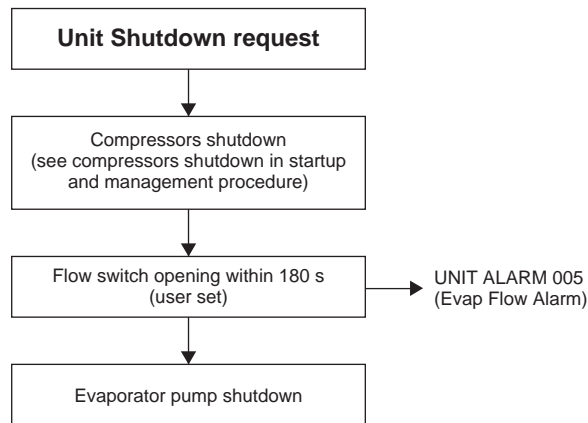 Unit Shutdown request
Compressors shutdown
(see compressors shutdown in startup
and management procedure)
Flow switch opening within 180 s
(user set)
UNIT ALARM 005
(Evap Flow Alarm)
Evaporator pump shutdown